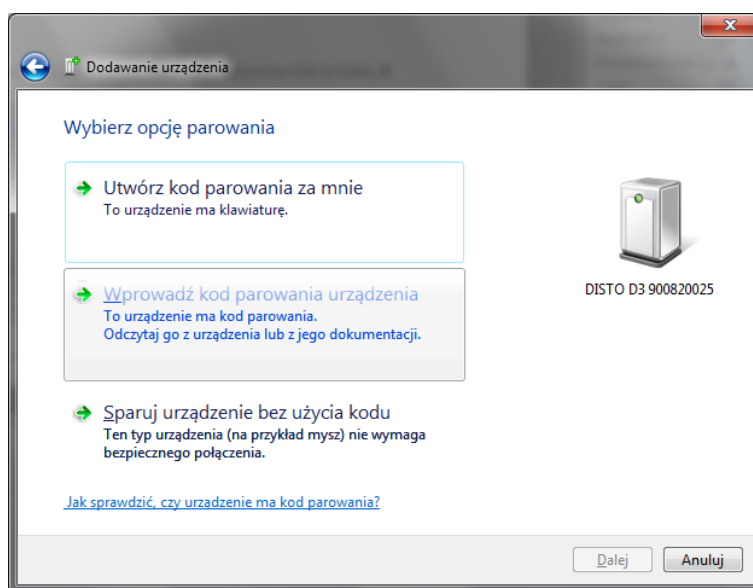 Dodawanie urządzenia
Wybierz opcję parowania
Utwórz kod parowania za mnie
To urządzenie ma klawiaturę.
DISTO D3 900820025
Wprowadź kod parowania urządzenia
To urządzenie ma kod parowania.
Odczytaj go z urządzenia lub z jego dokumentacji.
Sparuj urządzenie bez użycia kodu
Ten typ urządzenia (na przykład mysz) nie wymaga
bezpiecznego połączenia.
Jak sprawdzić, czy urządzenie ma kod parowania?
Dalej
Anuluj